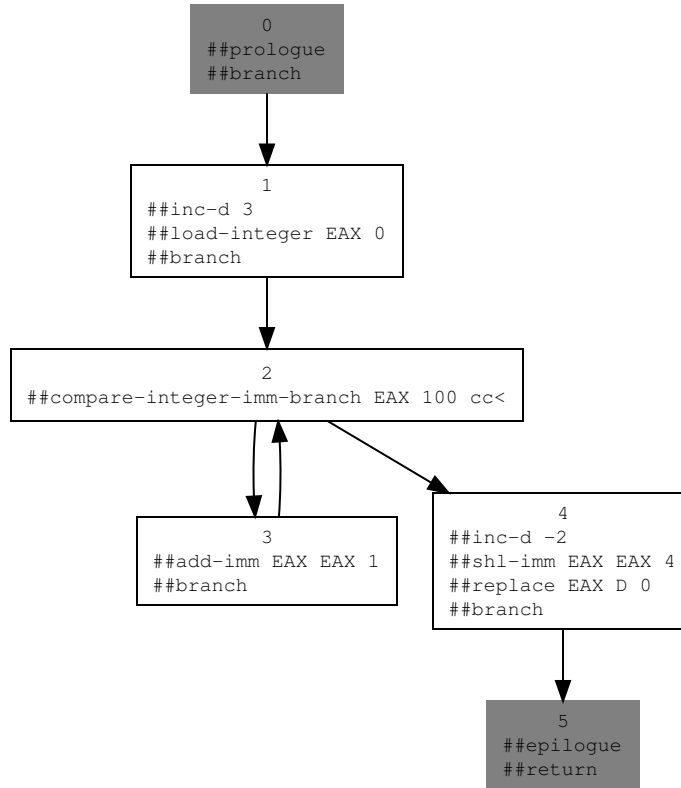 0
##prologue
##branch
1
##inc-d 3
##load-integer EAX 0
##branch
2
##compare-integer-imm-branch EAX 100 cc<
3
##add-imm EAX EAX 1
##branch
4
##inc-d -2
##shl-imm EAX EAX 4
##replace EAX D 0
##branch
5
##epilogue
##return